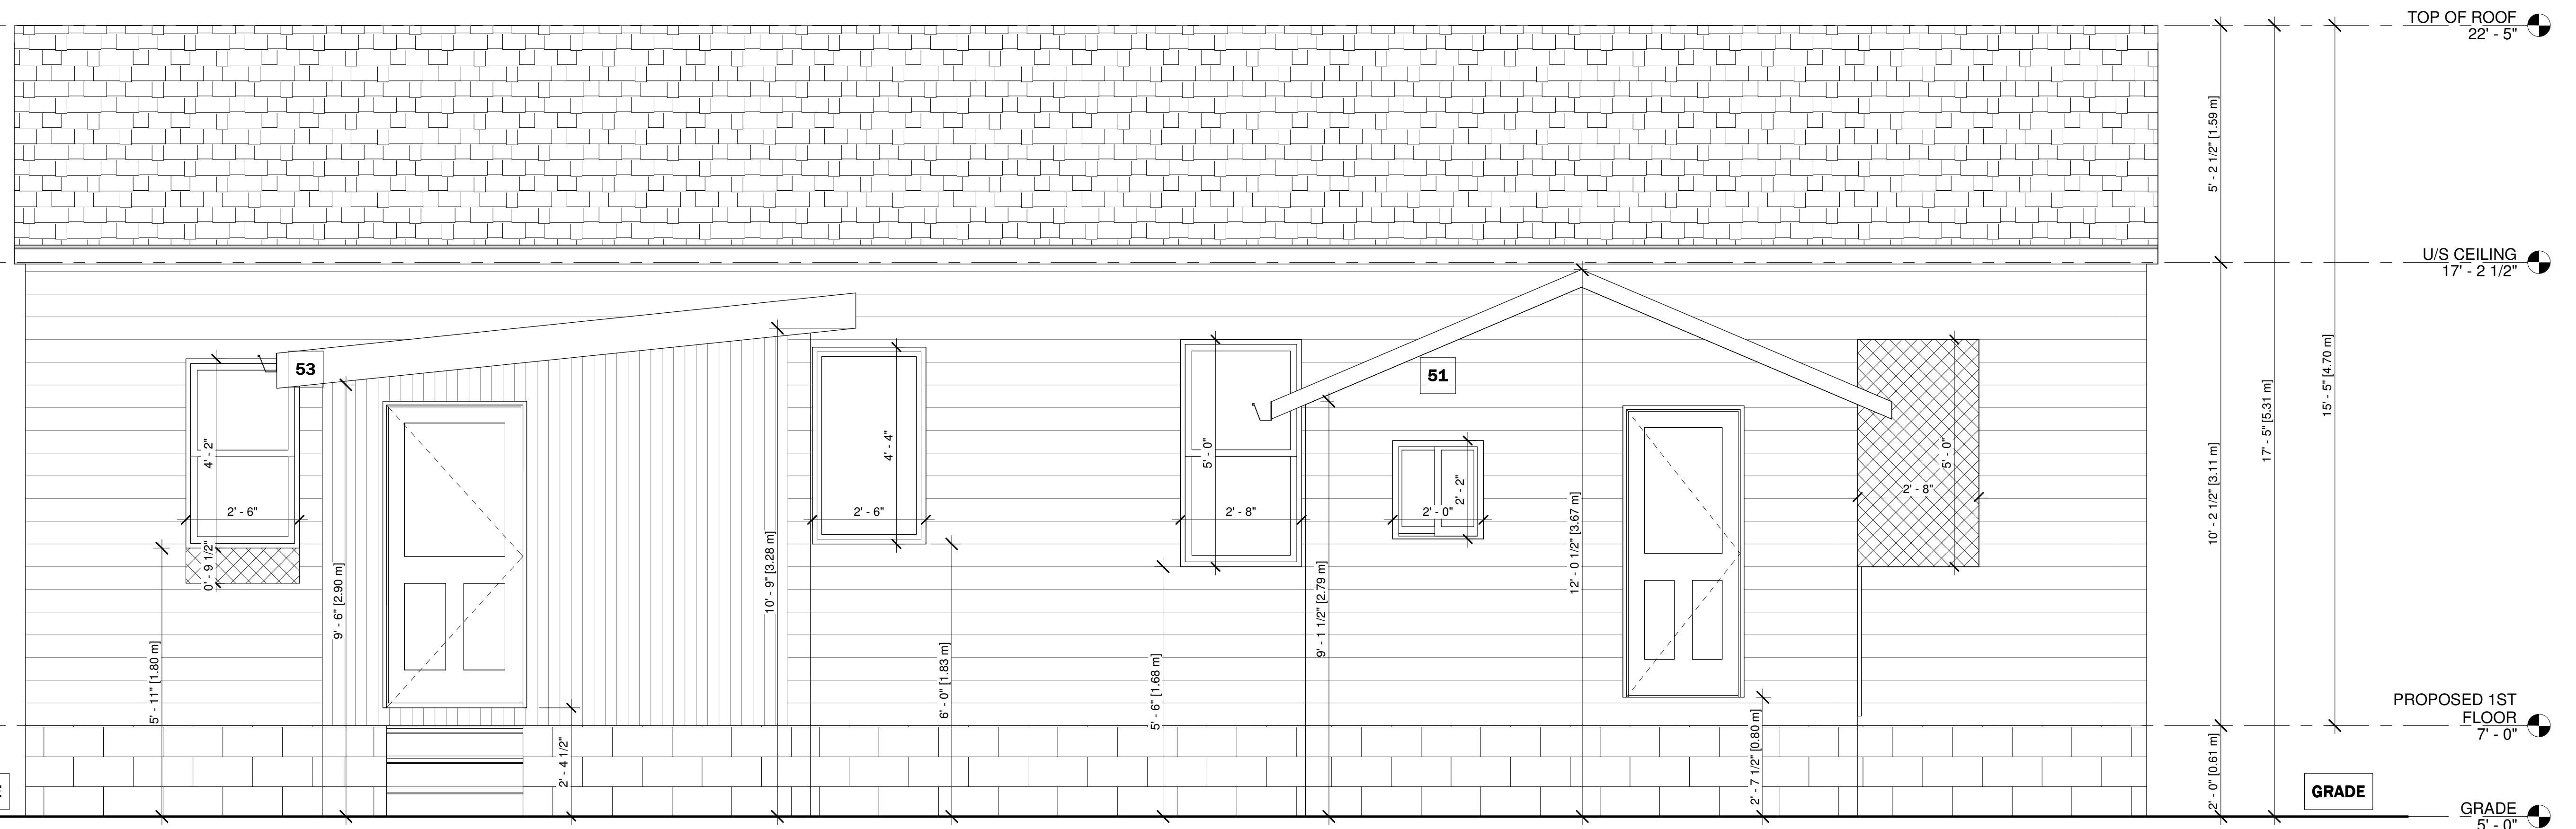 TOP OF ROOF
22' - 5"
5' - 2 1/2" [1.59 m]
U/S CEILING
17' - 2 1/2"
53
51
4' - 2"
2' - 6"
0' - 9 1/2"
5' - 11" [1.80 m]
9' - 6" [2.90 m]
2' - 4 1/2"
10' - 9" [3.28 m]
4' - 4"
2' - 6"
6' - 0" [1.83 m]
5' - 6" [1.68 m]
5' - 0"
2' - 8"
9' - 1 1/2" [2.79 m]
2' - 2"
2' - 0"
12' - 0 1/2" [3.67 m]
2' - 7 1/2" [0.80 m]
5' - 0"
2' - 8"
10' - 2 1/2" [3.11 m]
17' - 5" [5.31 m]
15' - 5" [4.70 m]
2' - 0" [0.61 m]
PROPOSED 1ST
FLOOR
7' - 0"
GRADE
GRADE
5' - 0"